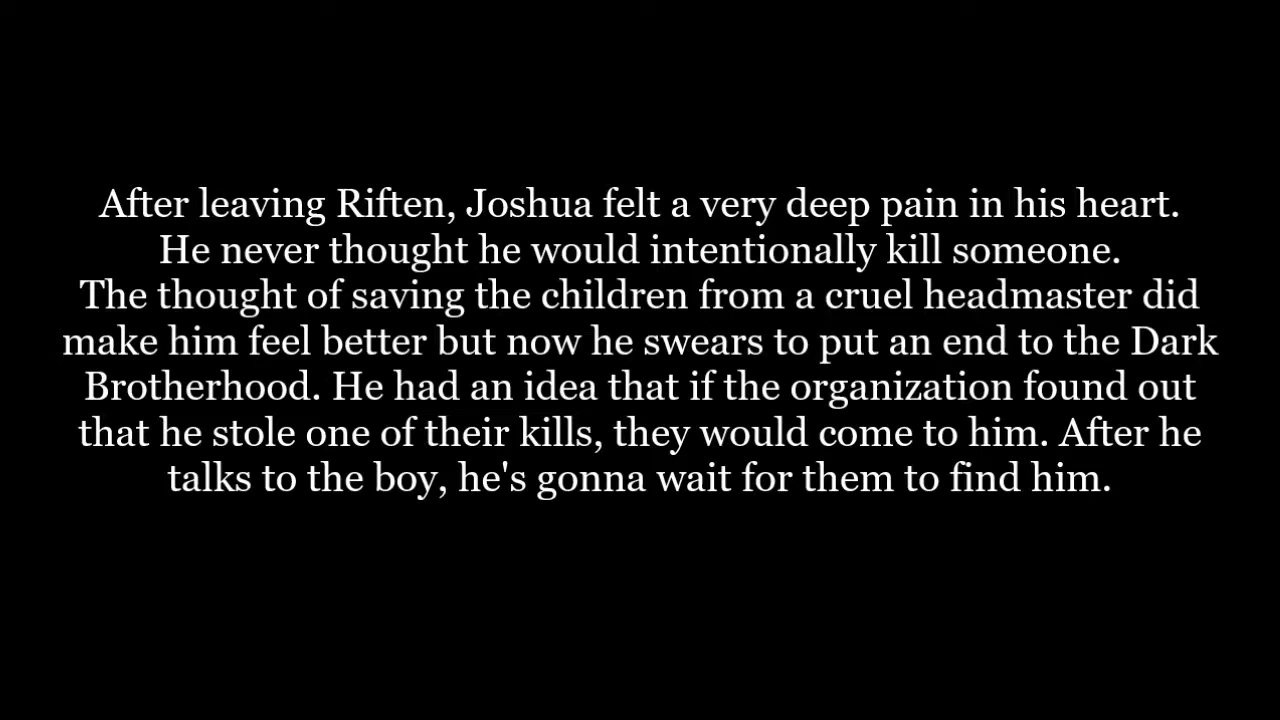 After leaving Riften, Joshua felt a very deep pain in his heart.
He never thought he would intentionally kill someone.
The thought of saving the children from a cruel headmaster did
make him feel better but now he swears to put an end to the Dark
Brotherhood. He had an idea that if the organization found out
that he stole one of their kills, they would come to him. After he
talks to the boy, he's gonna wait for them to find him.